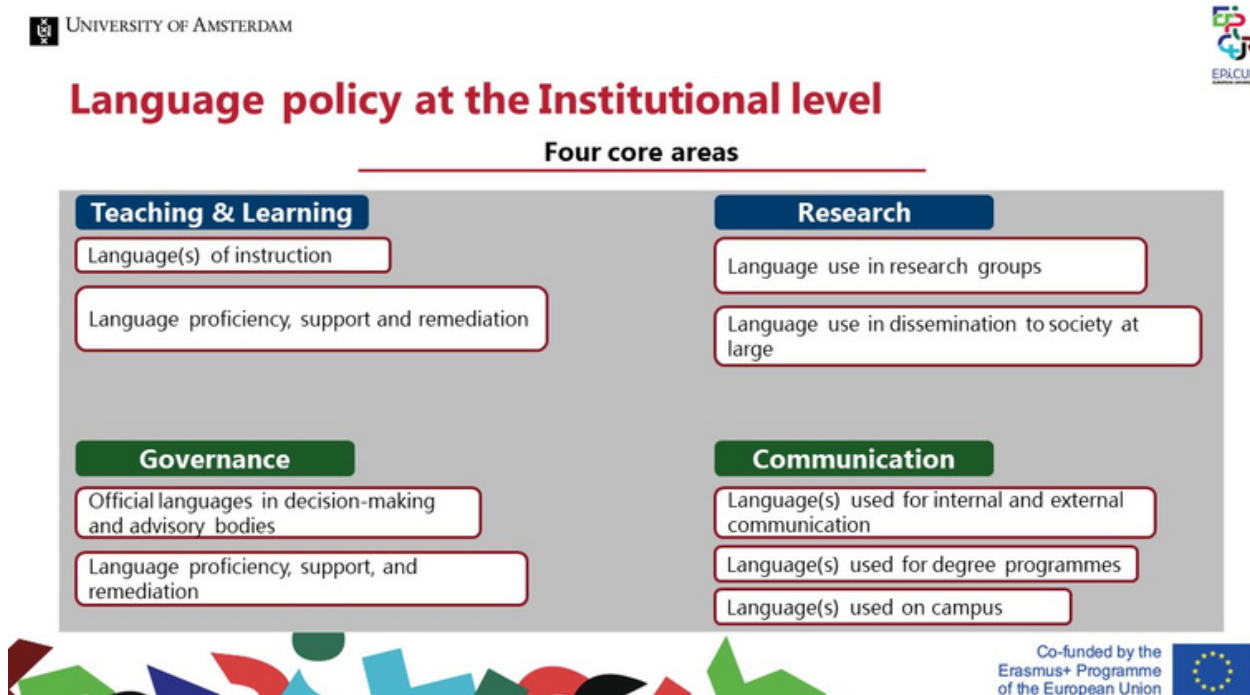 UNIVERSITY OF AMSTERDAM
Language policy at the Institutional level
Four core areas
Teaching & Learning
Language(s) of instruction
Language proficiency, support and remediation
Research
Language use in research groups
Language use in dissemination to society at
large
Governance
Official languages in decision-making
and advisory bodies
Language proficiency, support, and
remediation
Communication
Language(s) used for internal and external
communication
Language(s) used for degree programmes
Language(s) used on campus
Co-funded by the
Erasmus+ Programme
of the European Union